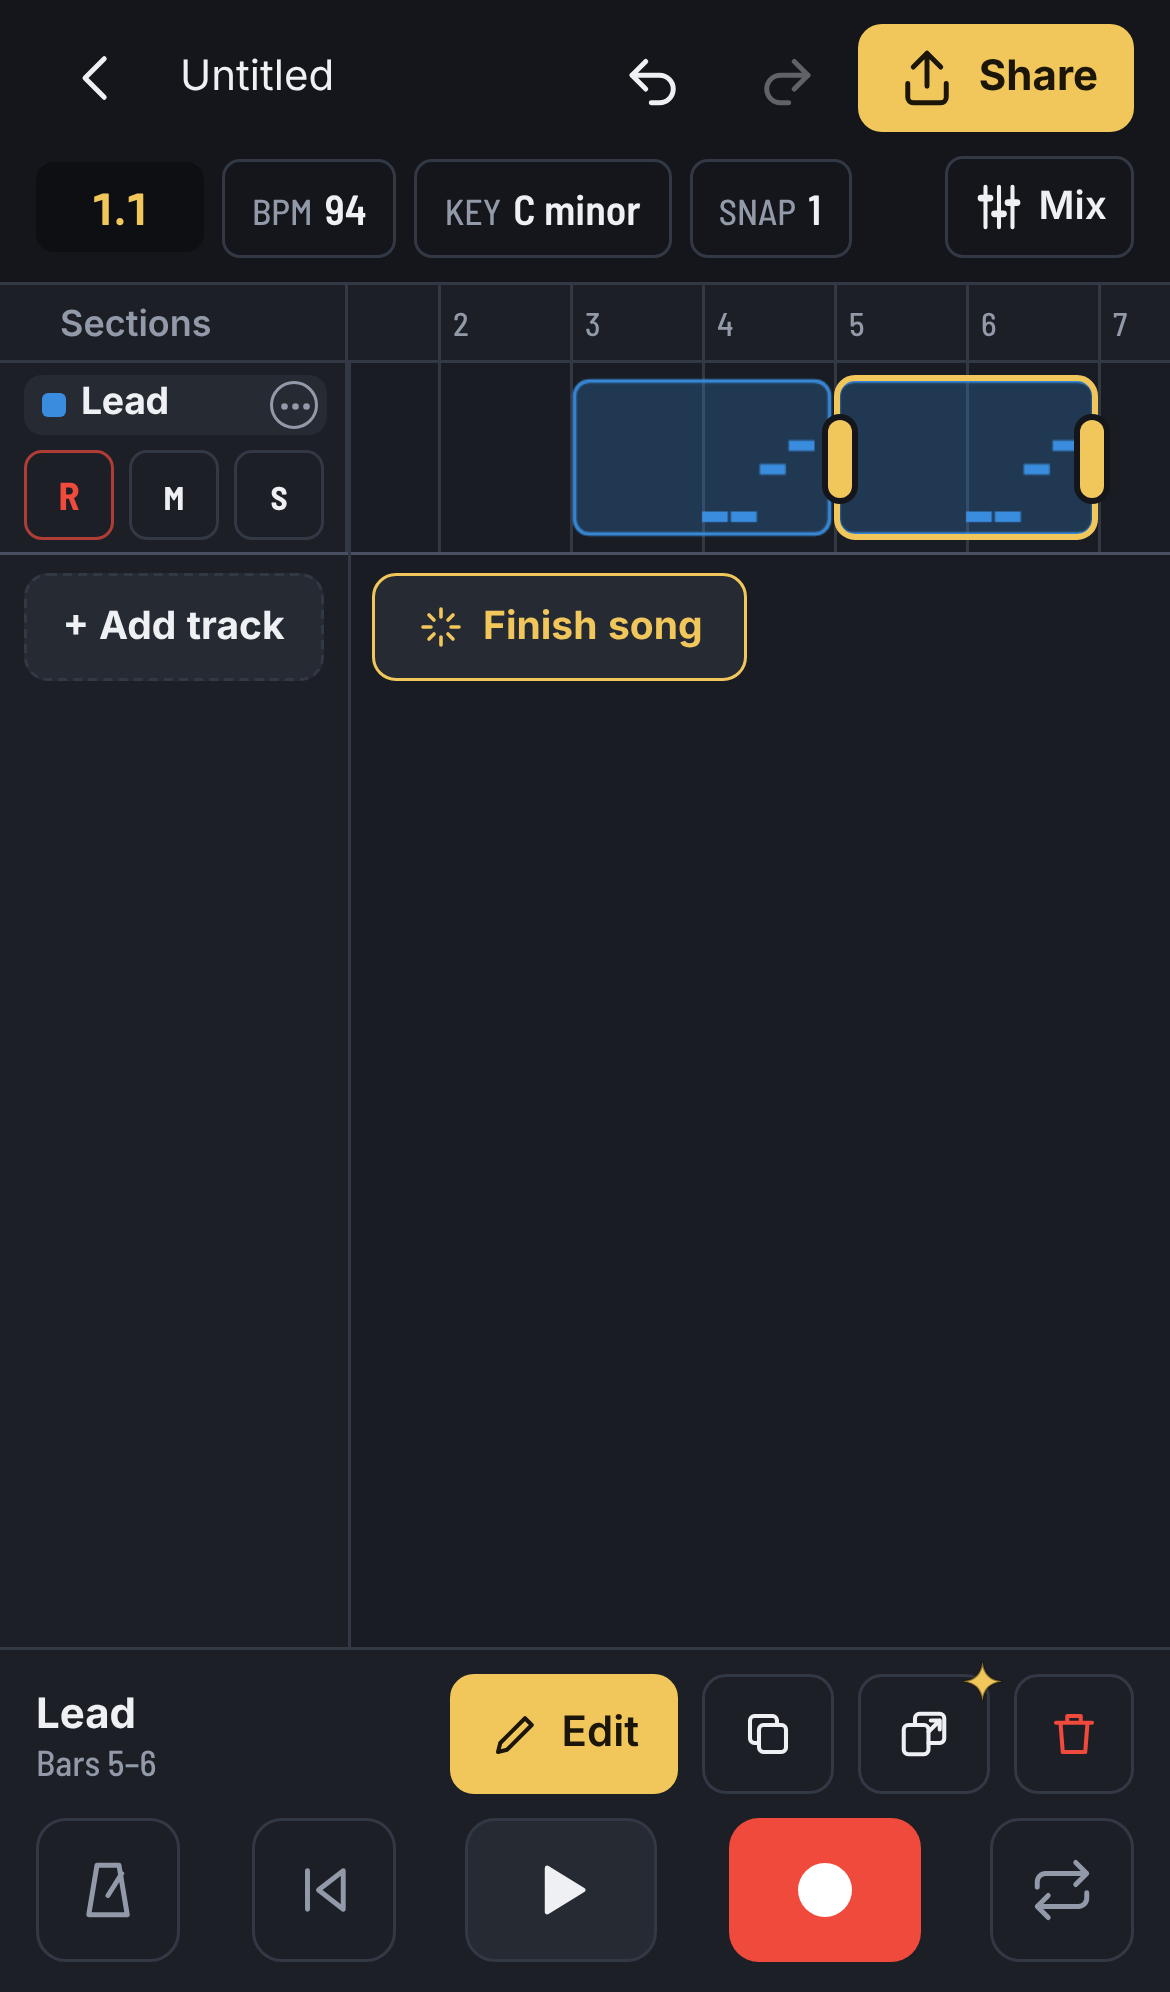 Untitled
Share
1.1
BPM 94
KEY C minor
SNAP 1
Mix
Sections
2
3
4
5
6
7
Lead
R
M
S
+ Add track
Finish song
Lead
Bars 5–6
Edit